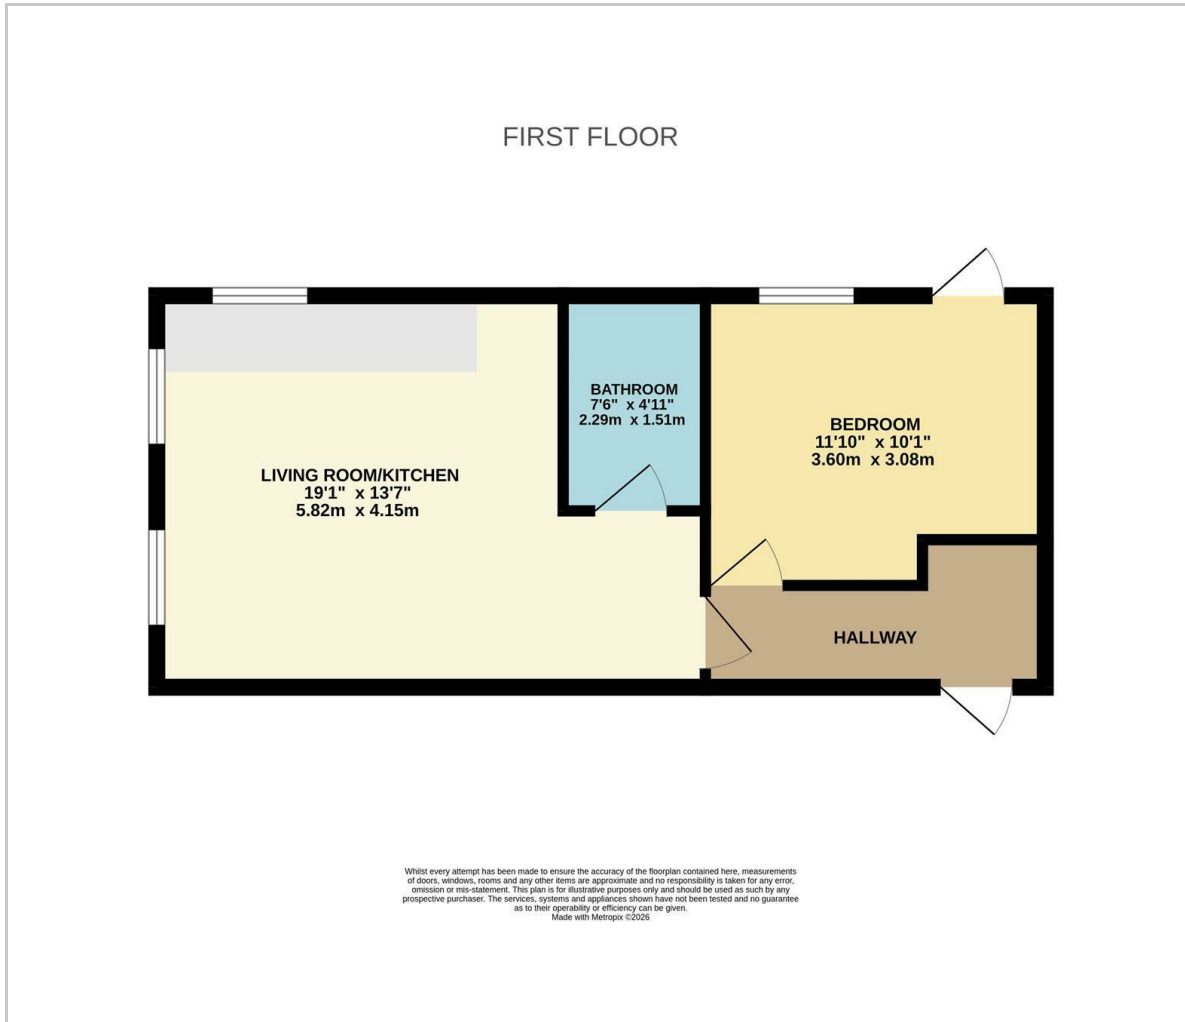 FIRST FLOOR
BATHROOM
7'6" x 4'11"
2.29m x 1.51m
BEDROOM
11'10" x 10'1"
3.60m x 3.08m
LIVING ROOM/KITCHEN
19'1" x 13'7"
5.82m x 4.15m
HALLWAY
Whilst every attempt has been made to ensure the accuracy of the floorplan contained here, measurements
of doors, windows, rooms and any other items are approximate and no responsibility is taken for any error,
omission or mis-statement. This plan is for illustrative purposes only and should be used as such by any
prospective purchaser. The services, systems and appliances shown have not been tested and no guarantee
as to their operability or efficiency can be given.
Made with Metropix ©2026